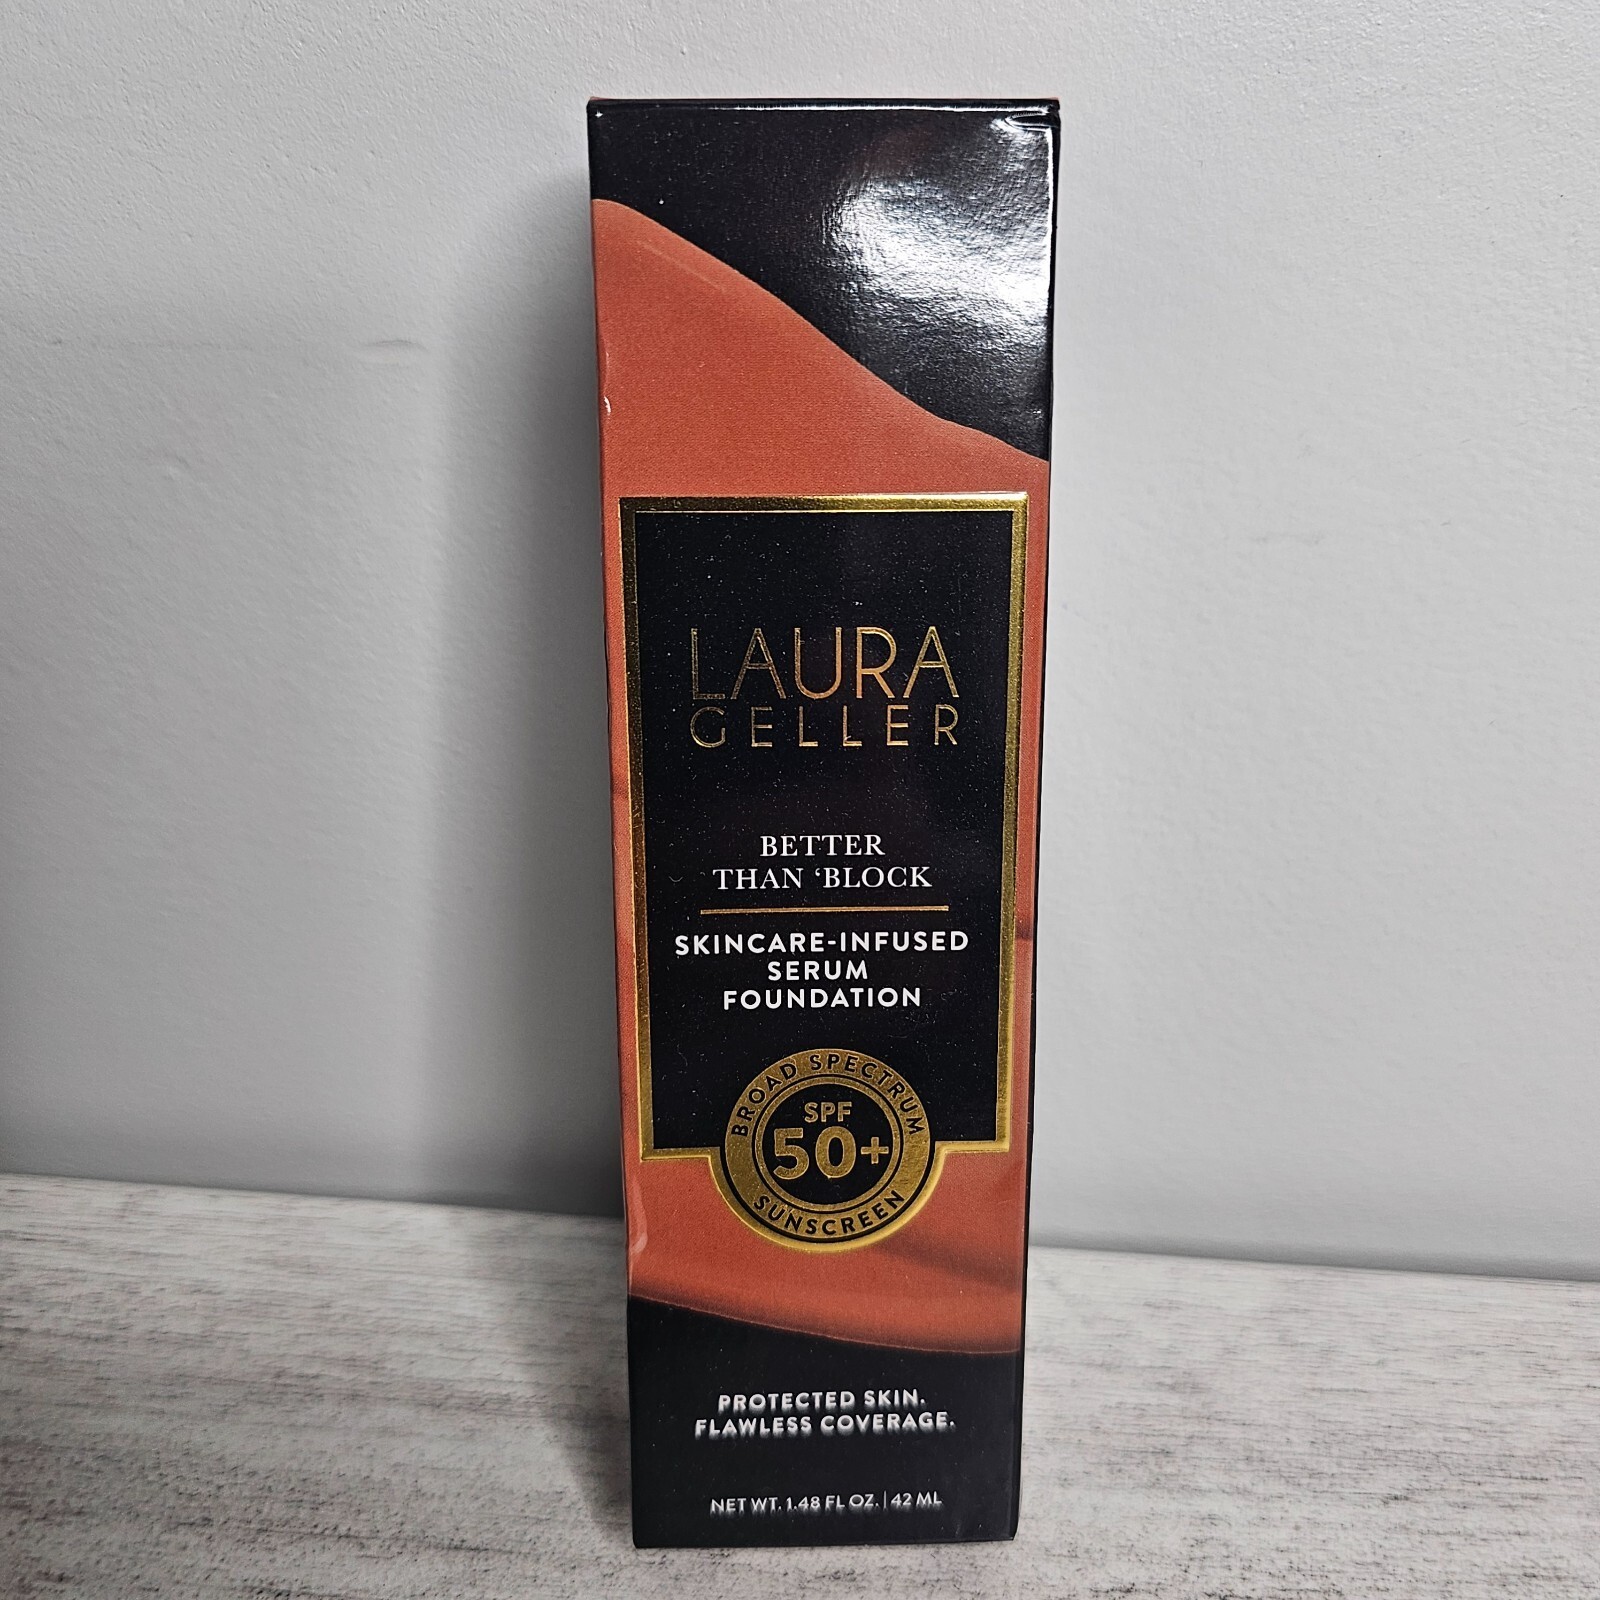 LAURA
GELLER
BETTER
THAN ‘BLOCK
SKINCARE-INFUSED
SERUM
FOUNDATION
BROAD SPECTRUM
SPF
50+
SUNSCREEN
PROTECTED SKIN.
FLAWLESS COVERAGE.
NET WT. 1.48 FL OZ. | 42 ML